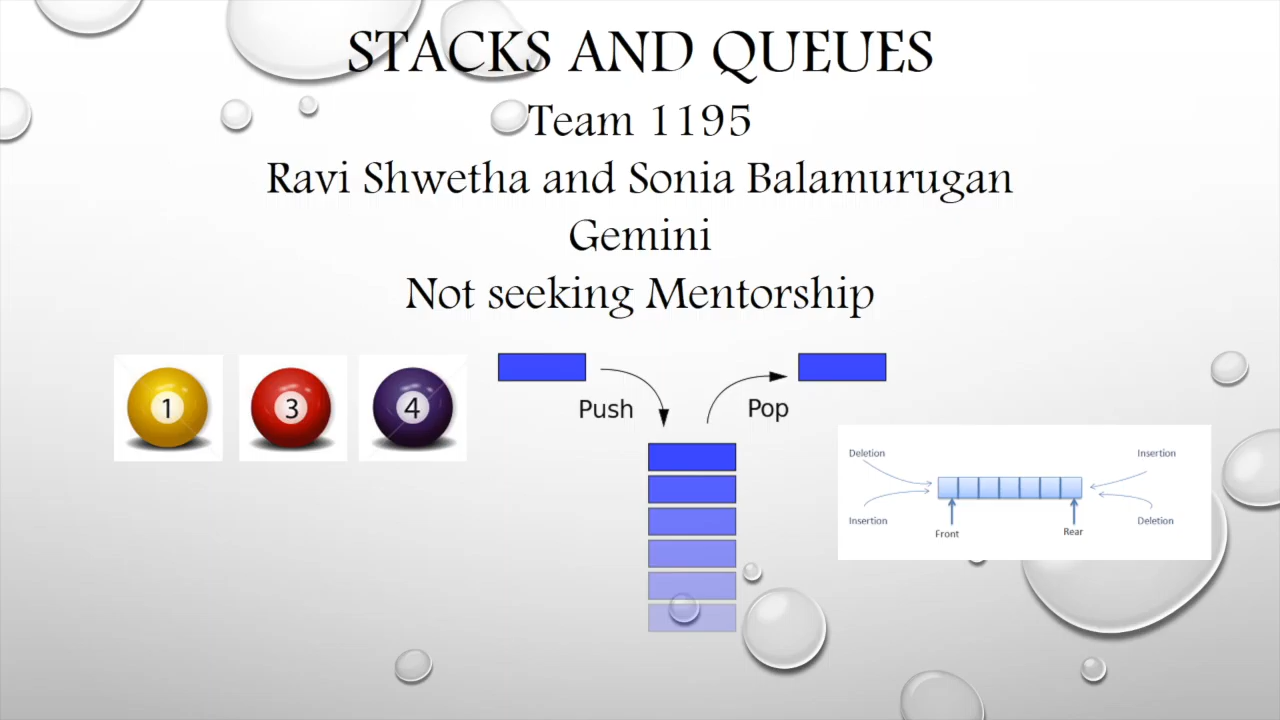 STACKS AND QUEUES
Team 1195
Ravi Shwetha and Sonia Balamurugan
Gemini
Not seeking Mentorship
1
3
4
Push
Pop
Deletion
Insertion
Insertion
Deletion
Front
Rear